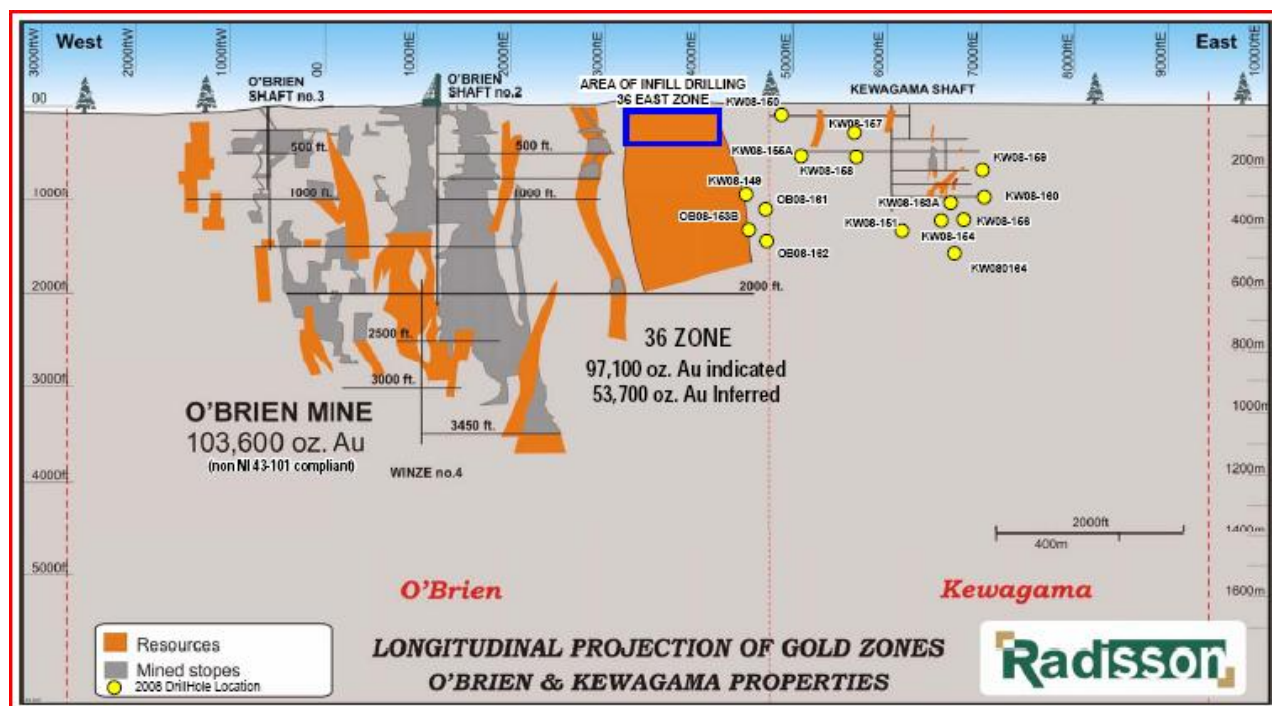 West
East
3000ftW
2000ftW
1000ftW
00
1000ftE
2000ftE
3000ftE
4000ftE
5000ftE
6000ftE
7000ftE
8000ftE
9000ftE
10000ftE
O'BRIEN
SHAFT no.3
O'BRIEN
SHAFT no.2
AREA OF INFILL DRILLING
36 EAST ZONE
KEWAGAMA SHAFT
00
1000ft
2000ft
3000ft
4000ft
5000ft
200m
400m
600m
800m
1000m
1200m
1400m
1600m
500 ft.
1000 ft.
500 ft.
1000 ft.
2000 ft.
2500 ft.
3000 ft.
3450 ft.
WINZE no.4
KW08-160
KW08-157
KW08-155A
KW08-158
KW08-159
KW08-149
OB08-161
KW08-163A
KW08-160
OB08-153B
KW08-151
KW08-156
KW08-154
OB08-162
KW080164
36 ZONE
97,100 oz. Au indicated
53,700 oz. Au Inferred
O'BRIEN MINE
103,600 oz. Au
(non NI 43-101 compliant)
2000ft
400m
O'Brien
Kewagama
Resources
Mined stopes
2008 DrillHole Location
LONGITUDINAL PROJECTION OF GOLD ZONES
O'BRIEN & KEWAGAMA PROPERTIES
Radisson